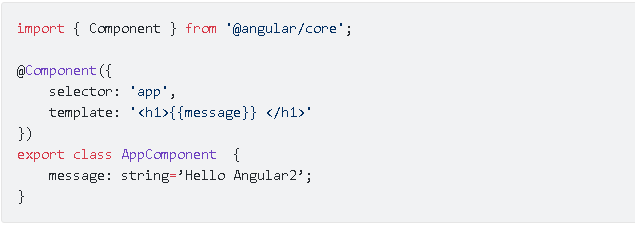 import { Component } from '@angular/core';
@Component({
selector: 'app',
template: '<h1>{{message}} </h1>'
})
export class AppComponent  {
message: string=’Hello Angular2’;
}